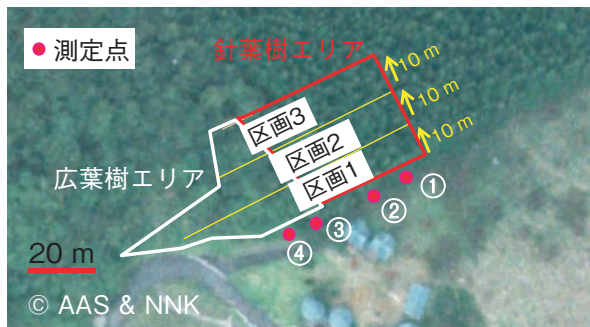 測定点
針葉樹エリア
10 m
10 m
10 m
区画3
区画2
区画1
広葉樹エリア
①
②
③
④
20 m
© AAS & NNK